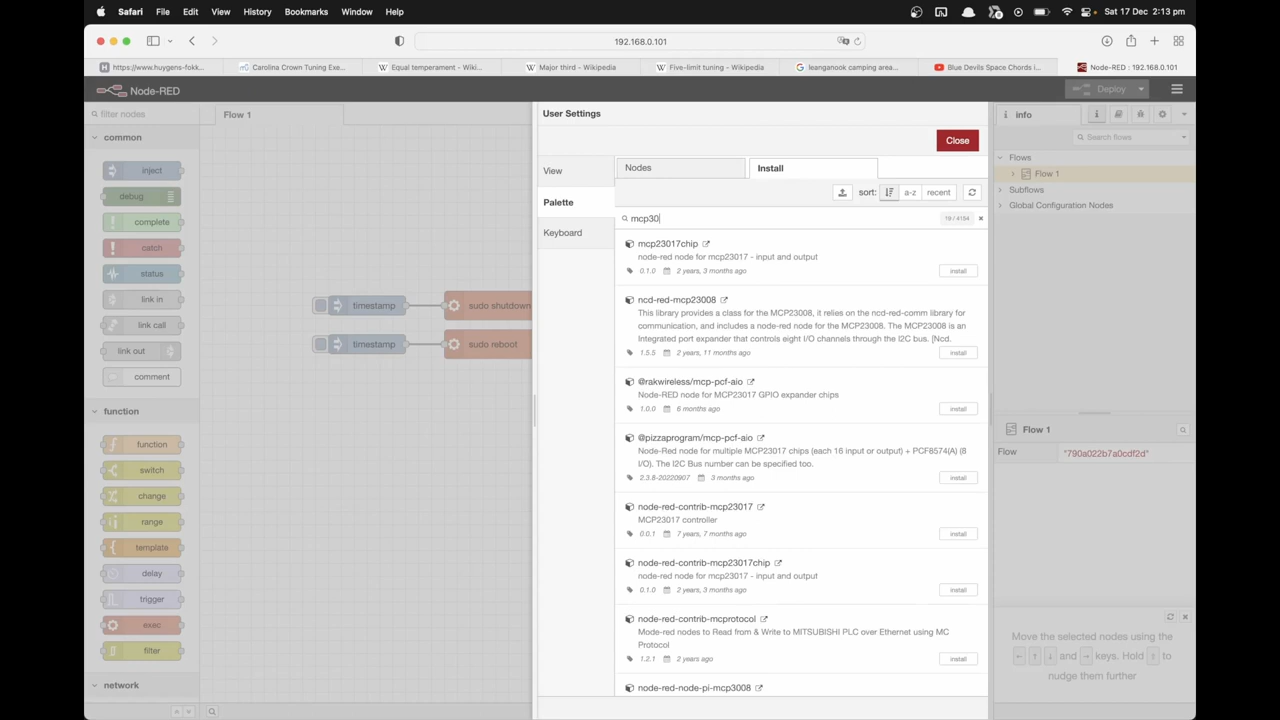 Safari File Edit View History Bookmarks Window Help Sat 17 Dec 2:13 pm
192.168.0.101
https://www.huygens-fokk... Carolina Crown Tuning Exe... Equal temperament - Wiki... Major third - Wikipedia Five-limit tuning - Wikipedia leanganook camping area... Blue Devils Space Chords i... Node-RED : 192.168.0.101
Node-RED Deploy
filter nodes Flow 1 User Settings info
Close
Search flows
common
inject
debug
complete
catch
status
link in
link call
link out
comment
function
function
switch
change
range
template
delay
trigger
exec
filter
network
timestamp sudo shutdown
timestamp sudo reboot
View
Palette
Keyboard
Nodes Install
sort: a-z recent
mcp30 19 / 4194
mcp23017chip
node-red node for mcp23017 - input and output
0.1.0 2 years, 3 months ago install
ncd-red-mcp23008
This library provides a class for the MCP23008, it relies on the ncd-red-comm library for
communication, and includes a node-red node for the MCP23008. The MCP23008 is an
Integrated port expander that controls eight I/O channels through the I2C bus. [Ncd.
1.5.5 2 years, 11 months ago install
@rakwireless/mcp-pcf-aio
Node-RED node for MCP23017 GPIO expander chips
1.0.0 6 months ago install
@pizzaprogram/mcp-pcf-aio
Node-Red node for multiple MCP23017 chips (each 16 input or output) + PCF8574(A) (8
I/O). The I2C Bus number can be specified too.
2.3.8-20220907 3 months ago install
node-red-contrib-mcp23017
MCP23017 controller
0.0.1 7 years, 7 months ago install
node-red-contrib-mcp23017chip
node-red node for mcp23017 - input and output
0.1.0 2 years, 3 months ago install
node-red-contrib-mcprotocol
Mode-red nodes to Read from & Write to MITSUBISHI PLC over Ethernet using MC
Protocol
1.2.1 2 years ago install
node-red-node-pi-mcp3008
Flows
Flow 1
Subflows
Global Configuration Nodes
Flow 1
Flow "790a022b7a0cdf2d"
Move the selected nodes using the
← ↑ ↓ and → keys. Hold ⇧ to
nudge them further